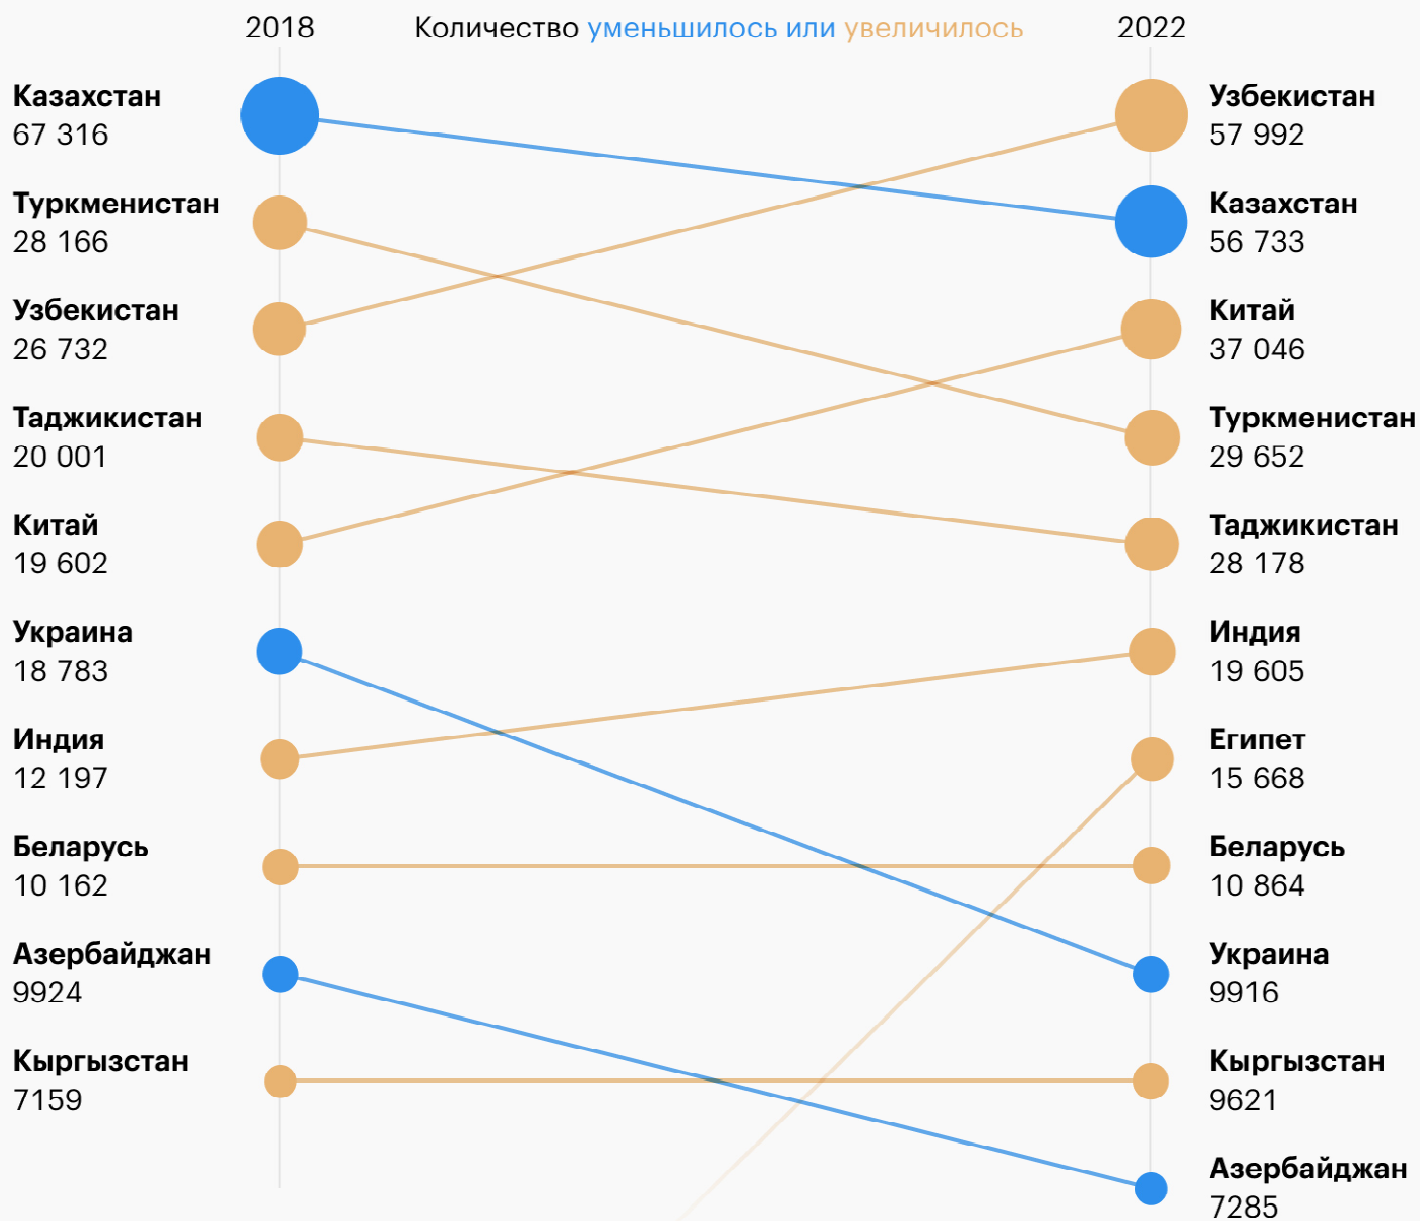 2018
Количество уменьшилось или увеличилось
2022
Казахстан
67 316
Туркменистан
28 166
Узбекистан
26 732
Таджикистан
20 001
Китай
19 602
Украина
18 783
Индия
12 197
Беларусь
10 162
Азербайджан
9924
Кыргызстан
7159
Узбекистан
57 992
Казахстан
56 733
Китай
37 046
Туркменистан
29 652
Таджикистан
28 178
Индия
19 605
Египет
15 668
Беларусь
10 864
Украина
9916
Кыргызстан
9621
Азербайджан
7285